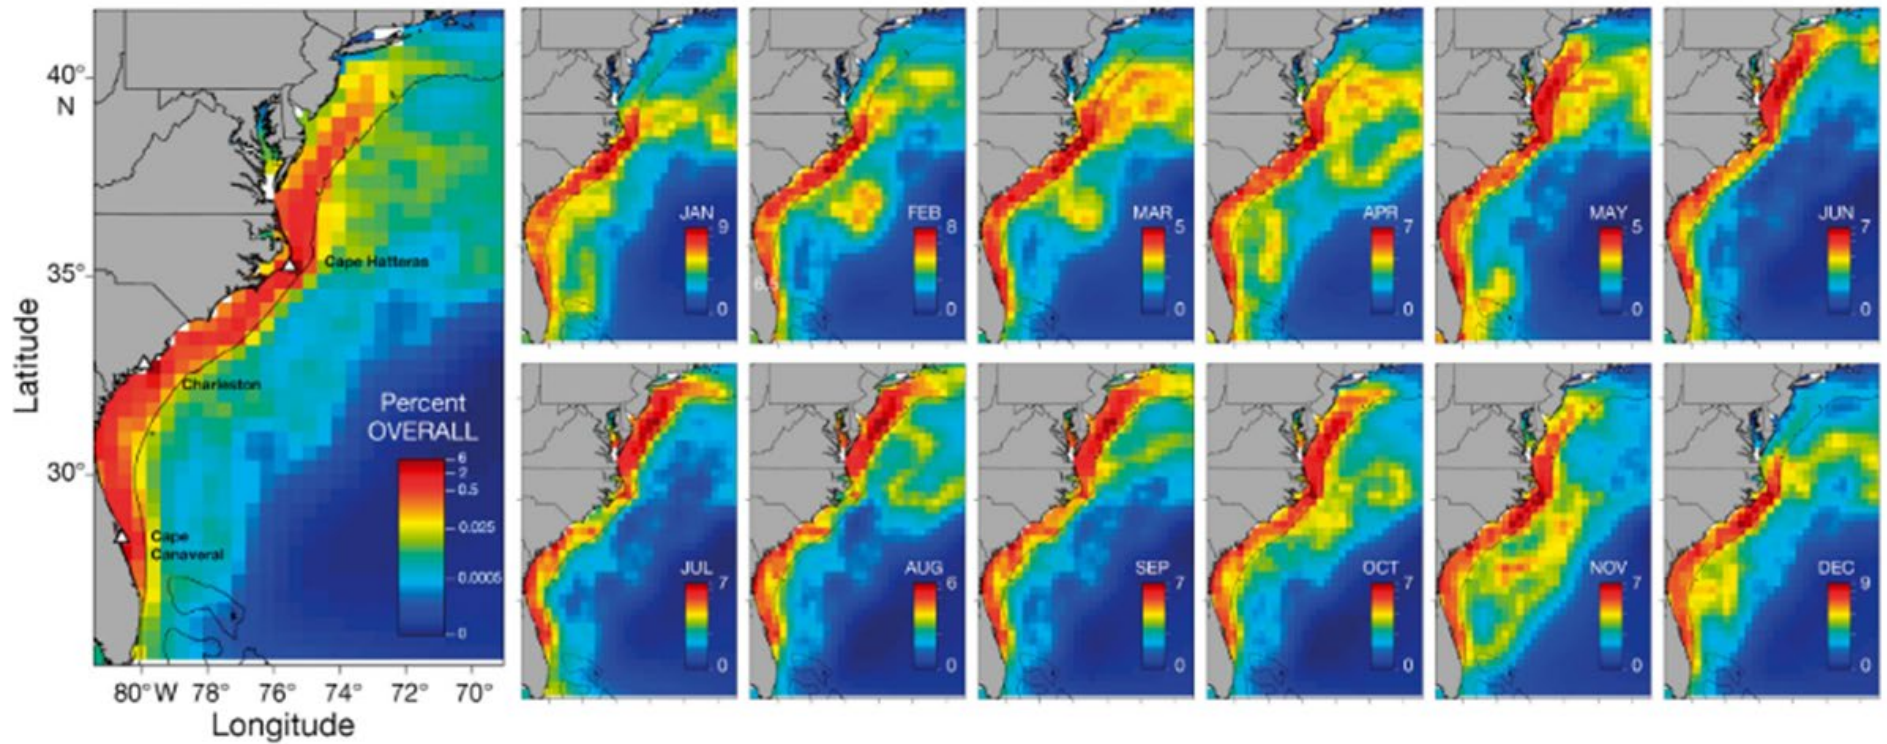 40°
N
35°
30°
Latitude
Cape Hatteras
Charleston
Cape
Canaveral
Percent
OVERALL
6
2
0.5
0.025
0.0005
0
80°W 78° 76° 74° 72° 70°
Longitude
JAN
9
0
FEB
8
0
6.5
MAR
5
0
APR
7
0
MAY
5
0
JUN
7
0
JUL
7
0
AUG
6
0
SEP
7
0
OCT
7
0
NOV
7
0
DEC
9
0